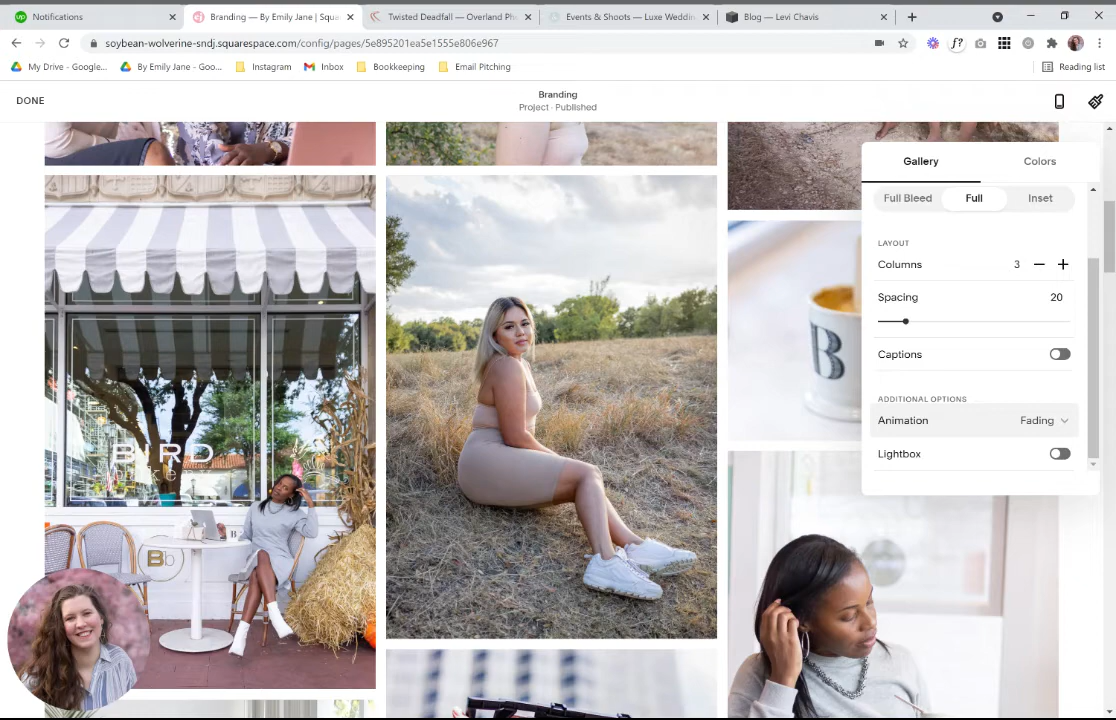 Notifications
Branding — By Emily Jane | Squa
Twisted Deadfall — Overland Pho
Events & Shoots — Luxe Weddin
Blog — Levi Chavis
soybean-wolverine-sndj.squarespace.com/config/pages/5e895201ea5e1555e806e967
f?
My Drive - Google...
By Emily Jane - Goo...
Instagram
Inbox
Bookkeeping
Email Pitching
Reading list
DONE
Branding
Project · Published
Gallery
Colors
Full Bleed
Full
Inset
LAYOUT
Columns
3
Spacing
20
Captions
ADDITIONAL OPTIONS
Animation
Fading
Lightbox
BIRD
B
B